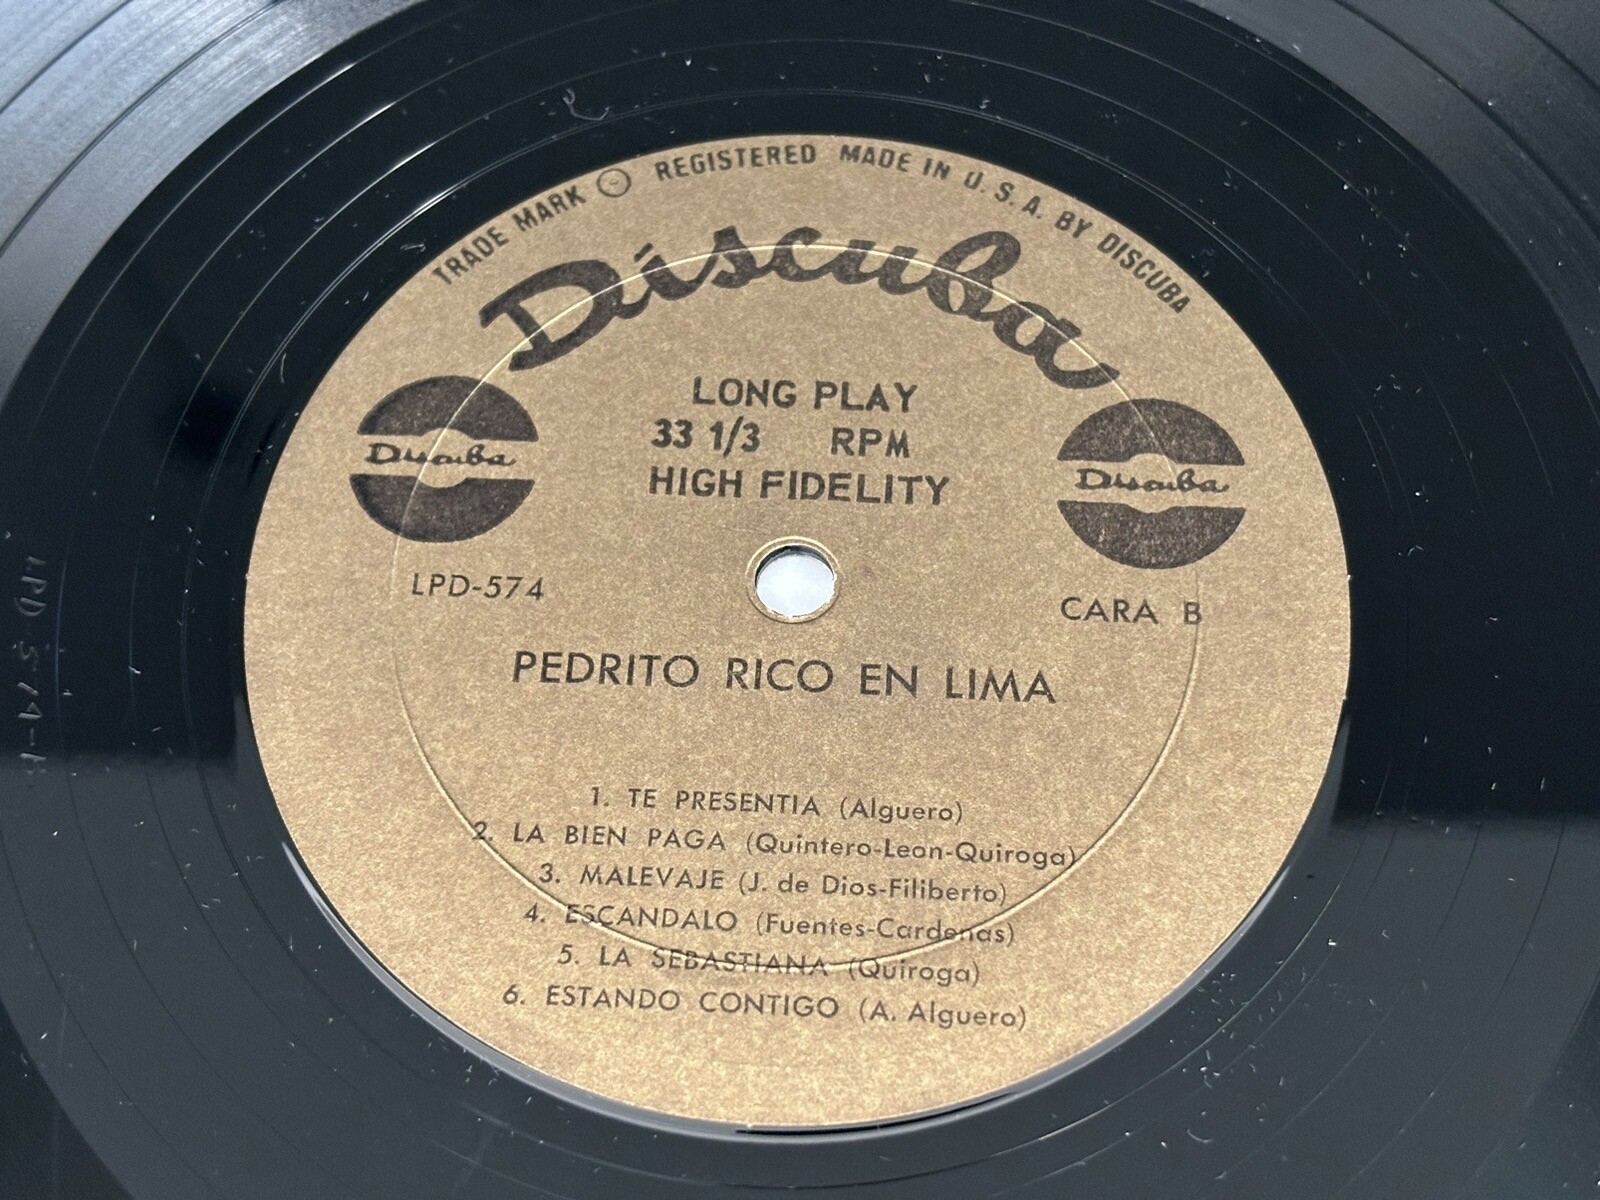 TRADE MARK REGISTERED MADE IN U.S.A. BY DISCUBA
Discuba
LONG PLAY
33 1/3 RPM
HIGH FIDELITY
Discuba
Discuba
LPD-574
CARA B
PEDRITO RICO EN LIMA
1. TE PRESENTIA (Alguero)
2. LA BIEN PAGA (Quintero-Leon-Quiroga)
3. MALEVAJE (J. de Dios-Filiberto)
4. ESCANDALO (Fuentes-Cardenas)
5. LA SEBASTIANA (Quiroga)
6. ESTANDO CONTIGO (A. Alguero)